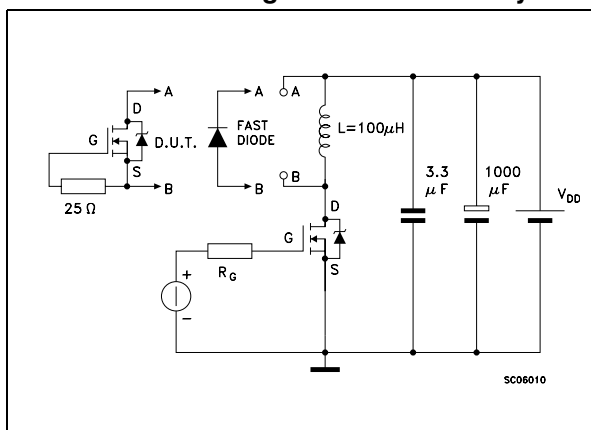 A
A
A
D
G
D.U.T.
S
B
25 Ω
FAST
DIODE
B
B
L=100μH
3.3
μF
1000
μF
V_DD
D
G
S
R_G
+
−
SC06010